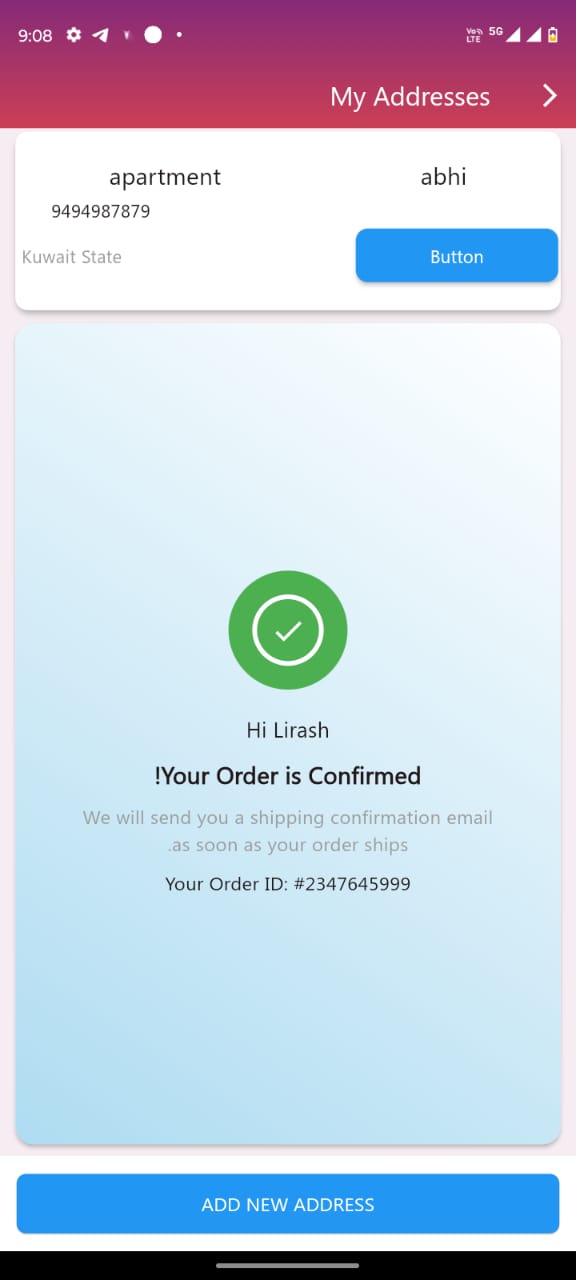 9:08
Vo)) 5G
LTE
My Addresses
apartment abhi
9494987879
Kuwait State Button
Hi Lirash
!Your Order is Confirmed
We will send you a shipping confirmation email
.as soon as your order ships
Your Order ID: #2347645999
ADD NEW ADDRESS